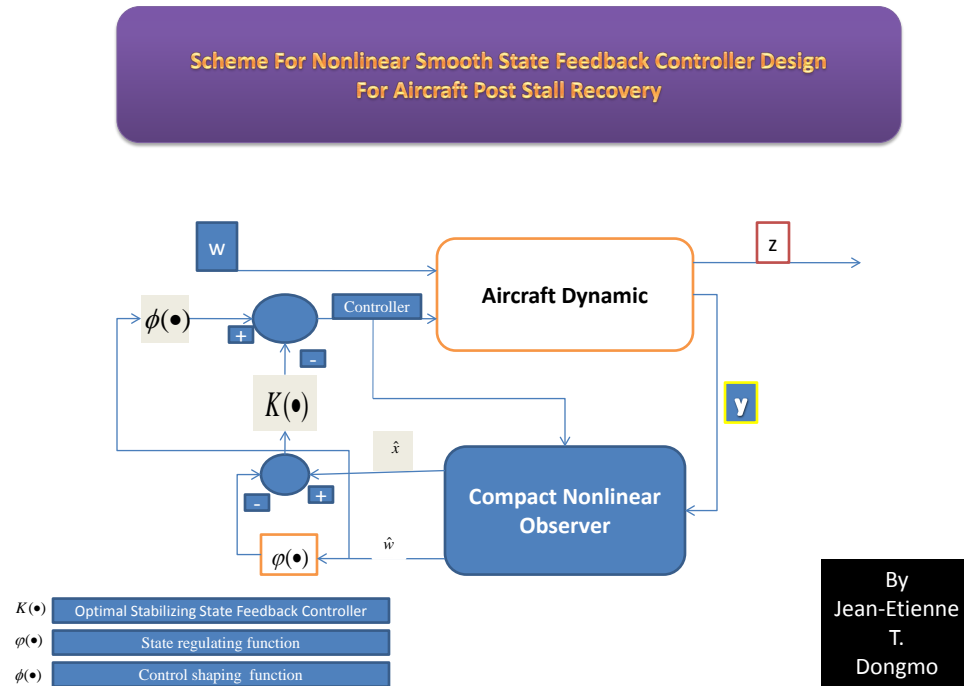 Scheme For Nonlinear Smooth State Feedback Controller Design
For Aircraft Post Stall Recovery
w
z
Aircraft Dynamic
Controller
ϕ(•)
+
-
y
K(•)
x̂
-
+
Compact Nonlinear
Observer
ŵ
φ(•)
K(•) Optimal Stabilizing State Feedback Controller
φ(•) State regulating function
ϕ(•) Control shaping function
By
Jean-Etienne
T.
Dongmo